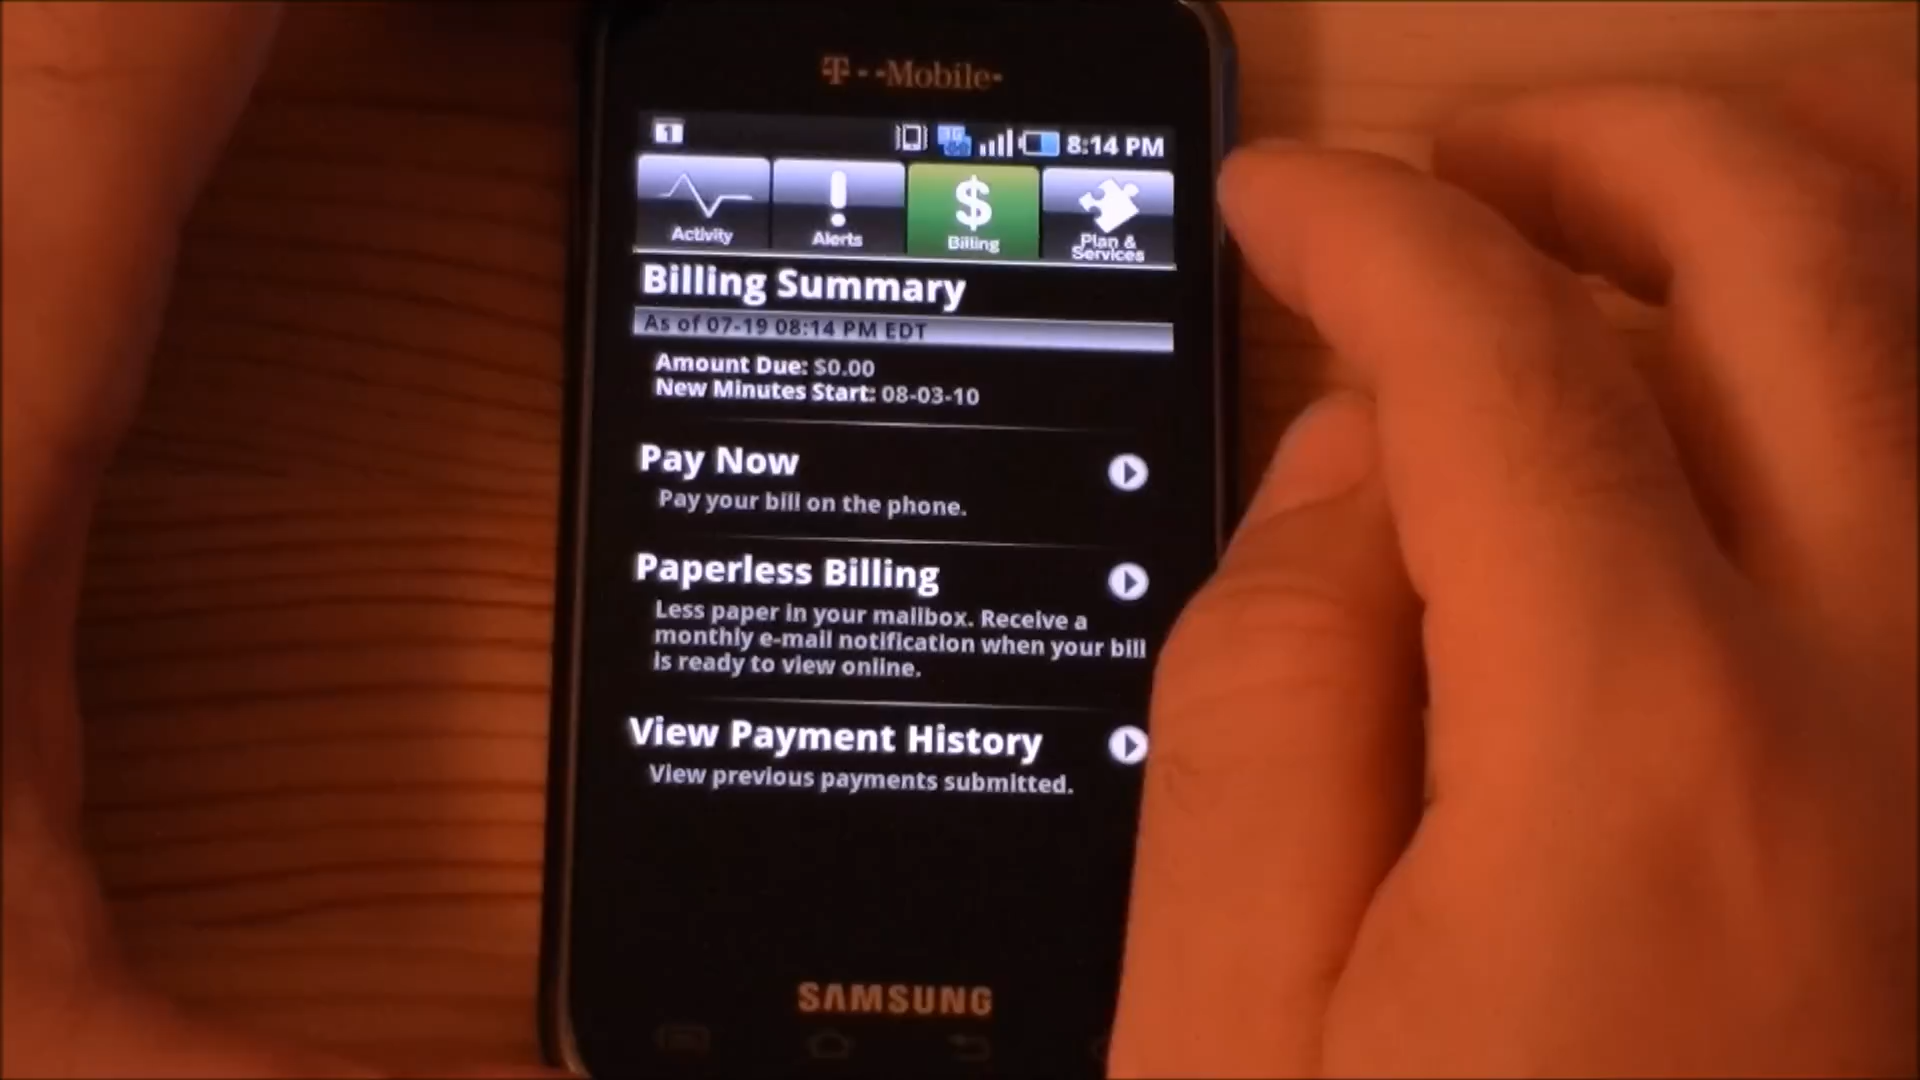 T--Mobile-
1
3G
8:14 PM
Activity
Alerts
$
Billing
Plan &
Services
Billing Summary
As of 07-19 08:14 PM EDT
Amount Due: $0.00
New Minutes Start: 08-03-10
Pay Now
Pay your bill on the phone.
Paperless Billing
Less paper in your mailbox. Receive a
monthly e-mail notification when your bill
is ready to view online.
View Payment History
View previous payments submitted.
SAMSUNG